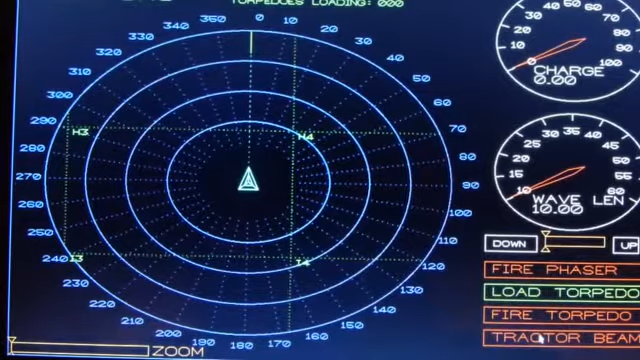 TORPEDOES LOADING: 000
350 0 10
340 20
330 30
320 40
310 50
300 60
290 70
280 80
270 90
260 100
250 110
240 120
230 130
220 140
210 150
200 190 180 170 160
H3 H4
I3 I4
ZOOM
30 40 50 60 70
10 90
0 100
CHARGE
0.00
30 35 40
25 45
20
15 55
10 60
WAVE LEN
10.00
DOWN UP
FIRE PHASER
LOAD TORPEDO
FIRE TORPEDO
TRACTOR BEAM